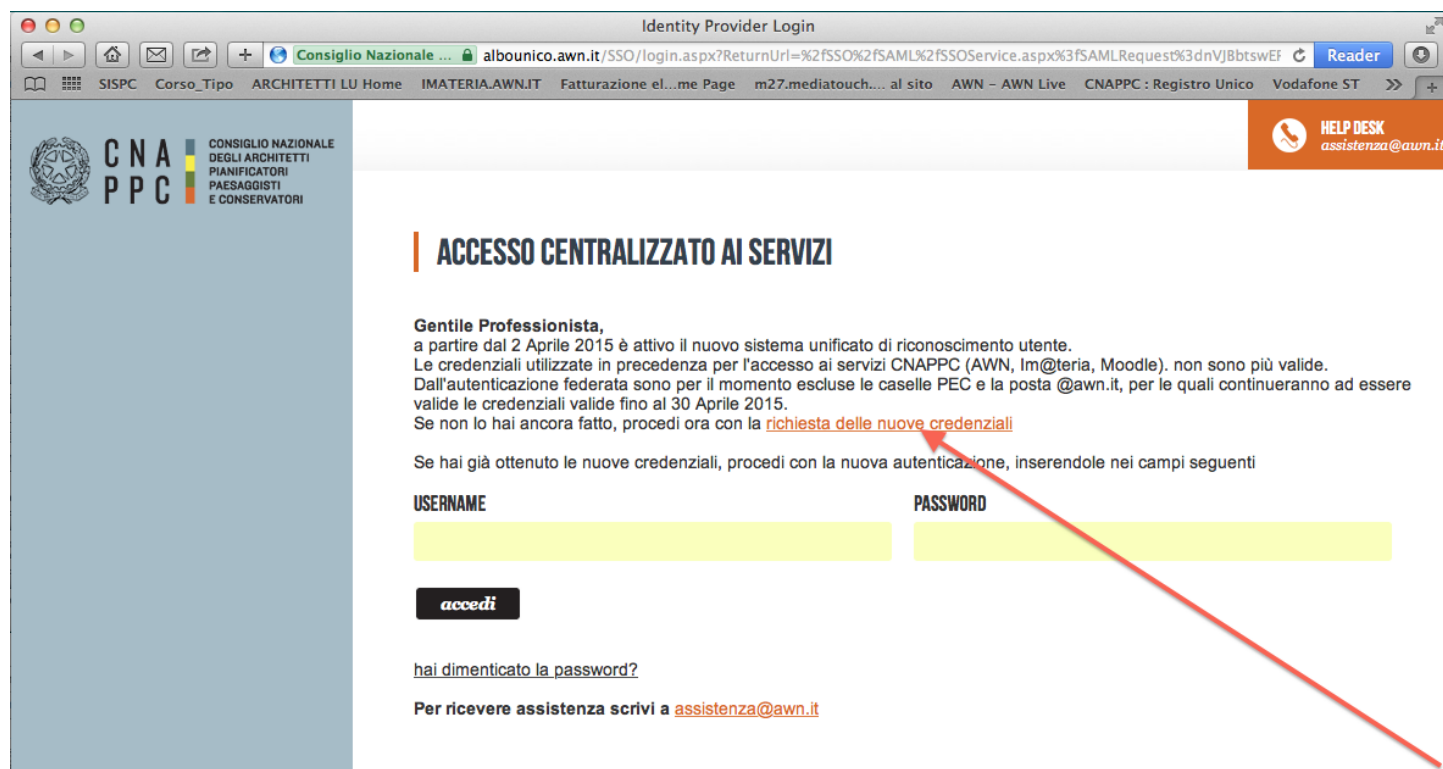 Identity Provider Login
Consiglio Nazionale ... albounico.awn.it/SSO/login.aspx?ReturnUrl=%2fSSO%2fSAML%2fSSOService.aspx%3fSAMLRequest%3dnVJBbtswEF Reader
SISPC Corso_Tipo ARCHITETTI LU Home IMATERIA.AWN.IT Fatturazione el...me Page m27.mediatouch.... al sito AWN - AWN Live CNAPPC : Registro Unico Vodafone ST
HELP DESK
assistenza@awn.it
CNA
PPC
CONSIGLIO NAZIONALE
DEGLI ARCHITETTI
PIANIFICATORI
PAESAGGISTI
E CONSERVATORI
ACCESSO CENTRALIZZATO AI SERVIZI
Gentile Professionista,
a partire dal 2 Aprile 2015 è attivo il nuovo sistema unificato di riconoscimento utente.
Le credenziali utilizzate in precedenza per l'accesso ai servizi CNAPPC (AWN, Im@teria, Moodle). non sono più valide.
Dall'autenticazione federata sono per il momento escluse le caselle PEC e la posta @awn.it, per le quali continueranno ad essere
valide le credenziali valide fino al 30 Aprile 2015.
Se non lo hai ancora fatto, procedi ora con la richiesta delle nuove credenziali
Se hai già ottenuto le nuove credenziali, procedi con la nuova autenticazione, inserendole nei campi seguenti
USERNAME PASSWORD
accedi
hai dimenticato la password?
Per ricevere assistenza scrivi a assistenza@awn.it